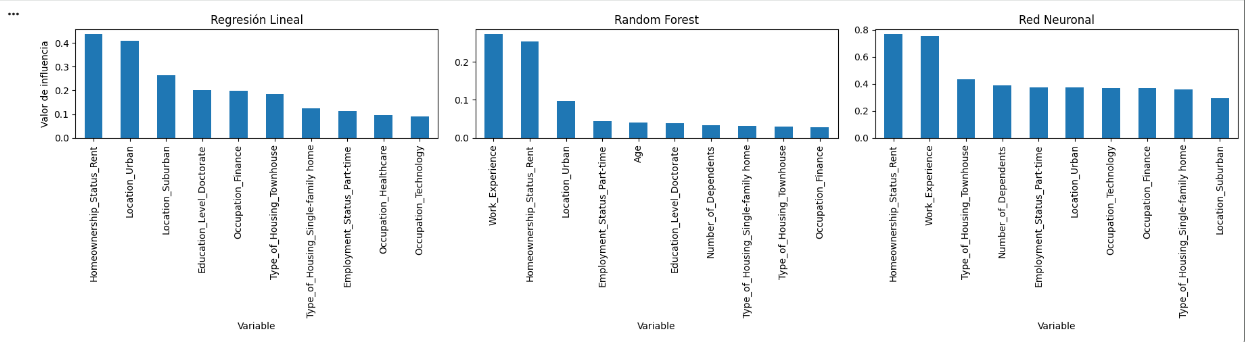 ...
Regresión Lineal
Valor de influencia
0.4
0.3
0.2
0.1
0.0
Homeownership_Status_Rent
Location_Urban
Location_Suburban
Education_Level_Doctorate
Occupation_Finance
Type_of_Housing_Townhouse
Type_of_Housing_Single-family home
Employment_Status_Part-time
Occupation_Healthcare
Occupation_Technology
Variable
Random Forest
0.2
0.1
0.0
Work_Experience
Homeownership_Status_Rent
Location_Urban
Employment_Status_Part-time
Age
Education_Level_Doctorate
Number_of_Dependents
Type_of_Housing_Single-family home
Type_of_Housing_Townhouse
Occupation_Finance
Variable
Red Neuronal
0.8
0.6
0.4
0.2
0.0
Homeownership_Status_Rent
Work_Experience
Type_of_Housing_Townhouse
Number_of_Dependents
Employment_Status_Part-time
Location_Urban
Occupation_Technology
Occupation_Finance
Type_of_Housing_Single-family home
Location_Suburban
Variable